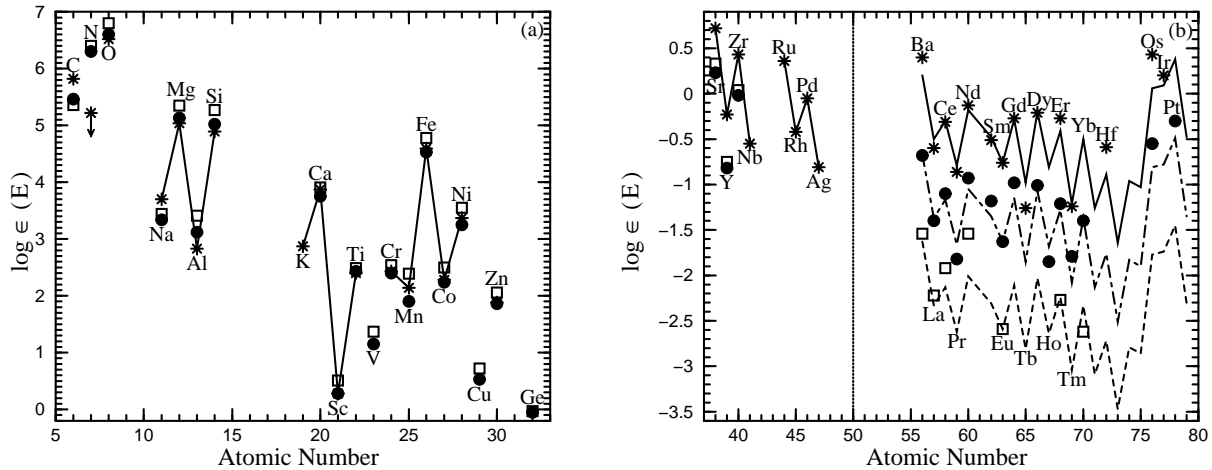 (a)
7
6
5
4
3
2
1
0
log ϵ (E)
N
O
C
Mg
Si
Na
Al
Ca
K
Sc
Ti
V
Cr
Mn
Fe
Co
Ni
Cu
Zn
Ge
5 10 15 20 25 30
Atomic Number
(b)
0.5
0.0
−0.5
−1.0
−1.5
−2.0
−2.5
−3.0
−3.5
log ϵ (E)
Sr
Zr
Y
Nb
Ru
Rh
Pd
Ag
Ba
La
Ce
Pr
Nd
Sm
Eu
Gd
Tb
Dy
Ho
Er
Tm
Yb
Hf
Os
Ir
Pt
40 45 50 55 60 65 70 75 80
Atomic Number